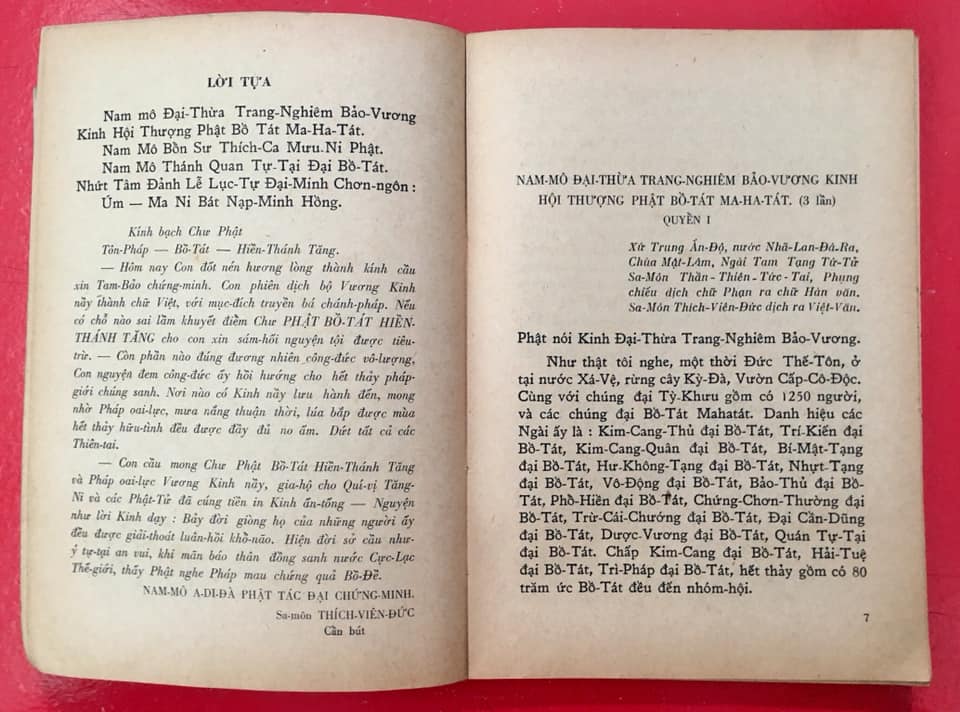 LỜI TỰA
Nam mô Đại-Thừa Trang-Nghiêm Bảo-Vương
Kinh Hội Thượng Phật Bồ Tát Ma-Ha-Tát.
Nam Mô Bồn Sư Thích-Ca Mưu-Ni Phật.
Nam Mô Thánh Quan Tự-Tại Đại Bồ-Tát.
Nhứt Tâm Đảnh Lễ Lục-Tự Đại-Minh Chơn-ngôn :
Úm — Ma Ni Bát Nạp-Minh Hồng.
Kính bạch Chư Phật
Tôn-Pháp — Bồ-Tát — Hiền-Thánh Tăng.
— Hôm nay Con đốt nén hương lòng thành kính cầu
xin Tam-Bảo chứng-minh. Con phiên dịch bộ Vương Kinh
nầy thành chữ Việt, với mục-đích truyền bá chánh-pháp. Nếu
có chỗ nào sai lầm khuyết điểm Chư PHẬT BỒ-TÁT HIỀN-
THÁNH TĂNG cho con xin sám-hối nguyện tội được tiêu-
trừ. — Còn phần nào đúng đương nhiên công-đức vô-lượng,
Con nguyện đem công-đức ấy hồi hướng cho hết thảy pháp-
giới chúng sanh. Nơi nào có Kinh nầy lưu hành đến, mong
nhờ Pháp oai-lực, mưa nắng thuận thời, lúa bắp được mùa
hết thảy hữu-tình đều được đầy đủ no ấm. Dứt tất cả các
Thiên-tai.
— Con cầu mong Chư Phật Bồ-Tát Hiền-Thánh Tăng
và Pháp oai-lực Vương Kinh nầy, gia-hộ cho Quí-vị Tăng-
Ni và các Phật-Tử đã cúng tiền in Kinh ấn-tống — Nguyện
như lời Kinh dạy : Bảy đời giòng họ của những người ấy
đều được giải-thoát luân-hồi khổ-não. Hiện đời sở cầu như-
ý tự-tại an vui, khi mãn báo thân đồng sanh nước Cực-Lạc
Thế-giới, thấy Phật nghe Pháp mau chứng quả Bồ-Đề.
NAM-MÔ A-DI-ĐÀ PHẬT TÁC ĐẠI CHỨNG-MINH.
Sa-môn THÍCH-VIÊN-ĐỨC
Cẩn bút
NAM-MÔ ĐẠI-THỪA TRANG-NGHIÊM BẢO-VƯƠNG KINH
HỘI THƯỢNG PHẬT BỒ-TÁT MA-HA-TÁT. (3 lần)
QUYỂN I
Xứ Trung Ấn-Độ, nước Nhã-Lan-Đà-Ra,
Chùa Mật-Lâm, Ngài Tam Tạng Từ-Tử
Sa-Môn Thần-Thiên-Tức-Tai, Phụng
chiếu dịch chữ Phạn ra chữ Hán văn.
Sa-Môn Thích-Viên-Đức dịch ra Việt-Văn.
Phật nói Kinh Đại-Thừa Trang-Nghiêm Bảo-Vương.
Như thật tôi nghe, một thời Đức Thế-Tôn, ở
tại nước Xá-Vệ, rừng cây Kỳ-Đà, Vườn Cấp-Cô-Độc.
Cùng với chúng đại Tỳ-Khưu gồm có 1250 người,
và các chúng đại Bồ-Tát Mahatát. Danh hiệu các
Ngài ấy là : Kim-Cang-Thủ đại Bồ-Tát, Trí-Kiến đại
Bồ-Tát, Kim-Cang-Quân đại Bồ-Tát, Bí-Mật-Tạng
đại Bồ-Tát, Hư-Không-Tạng đại Bồ-Tát, Nhựt-Tạng
đại Bồ-Tát, Vô-Động đại Bồ-Tát, Bảo-Thủ đại Bồ-
Tát, Phổ-Hiền đại Bồ-Tát, Chứng-Chơn-Thường đại
Bồ-Tát, Trừ-Cái-Chướng đại Bồ-Tát, Đại Cần-Dũng
đại Bồ-Tát, Dược-Vương đại Bồ-Tát, Quán Tự-Tại
đại Bồ-Tát. Chấp Kim-Cang đại Bồ-Tát, Hải-Tuệ
đại Bồ-Tát, Trì-Pháp đại Bồ-Tát, hết thảy gồm có 80
trăm ức Bồ-Tát đều đến nhóm-hội.
7